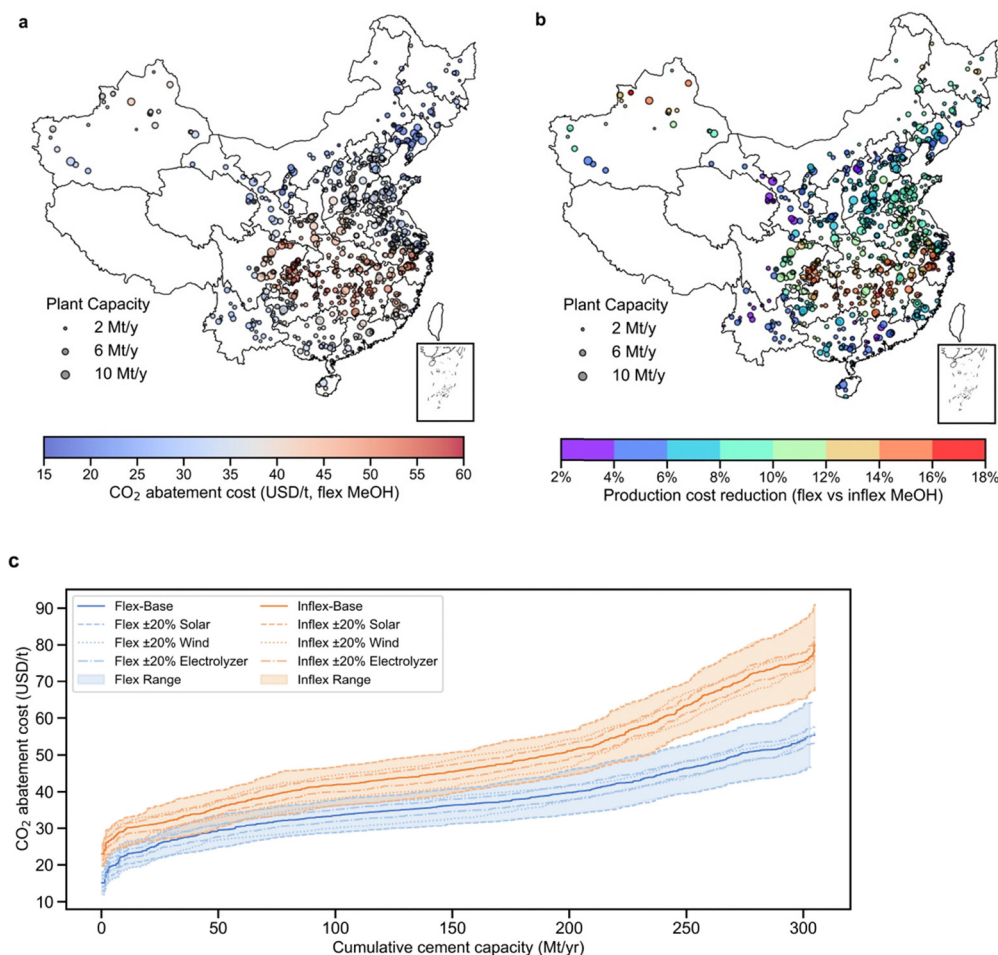 a
Plant Capacity
2 Mt/y
6 Mt/y
10 Mt/y
15 20 25 30 35 40 45 50 55 60
CO₂ abatement cost (USD/t, flex MeOH)
b
Plant Capacity
2 Mt/y
6 Mt/y
10 Mt/y
2% 4% 6% 8% 10% 12% 14% 16% 18%
Production cost reduction (flex vs inflex MeOH)
c
Flex-Base
Flex ±20% Solar
Flex ±20% Wind
Flex ±20% Electrolyzer
Flex Range
Inflex-Base
Inflex ±20% Solar
Inflex ±20% Wind
Inflex ±20% Electrolyzer
Inflex Range
CO₂ abatement cost (USD/t)
90
80
70
60
50
40
30
20
10
0 50 100 150 200 250 300
Cumulative cement capacity (Mt/yr)